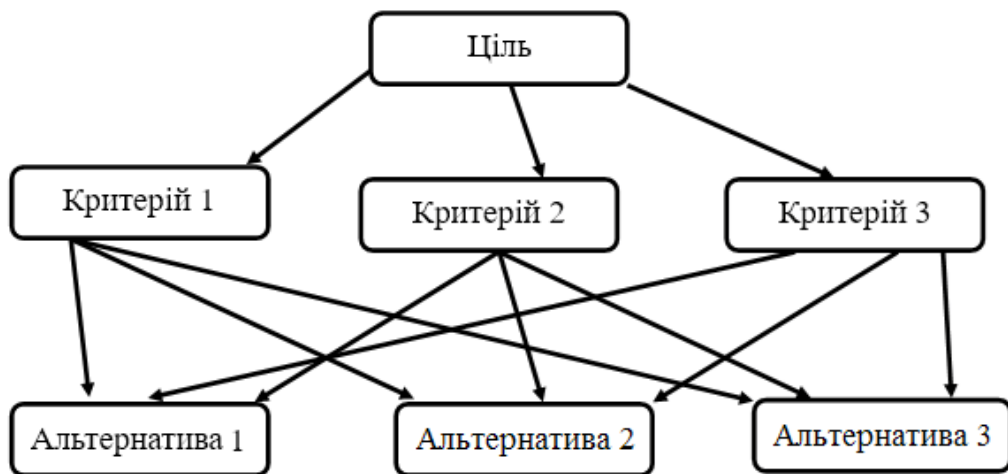 Ціль
Критерій 1
Критерій 2
Критерій 3
Альтернатива 1
Альтернатива 2
Альтернатива 3